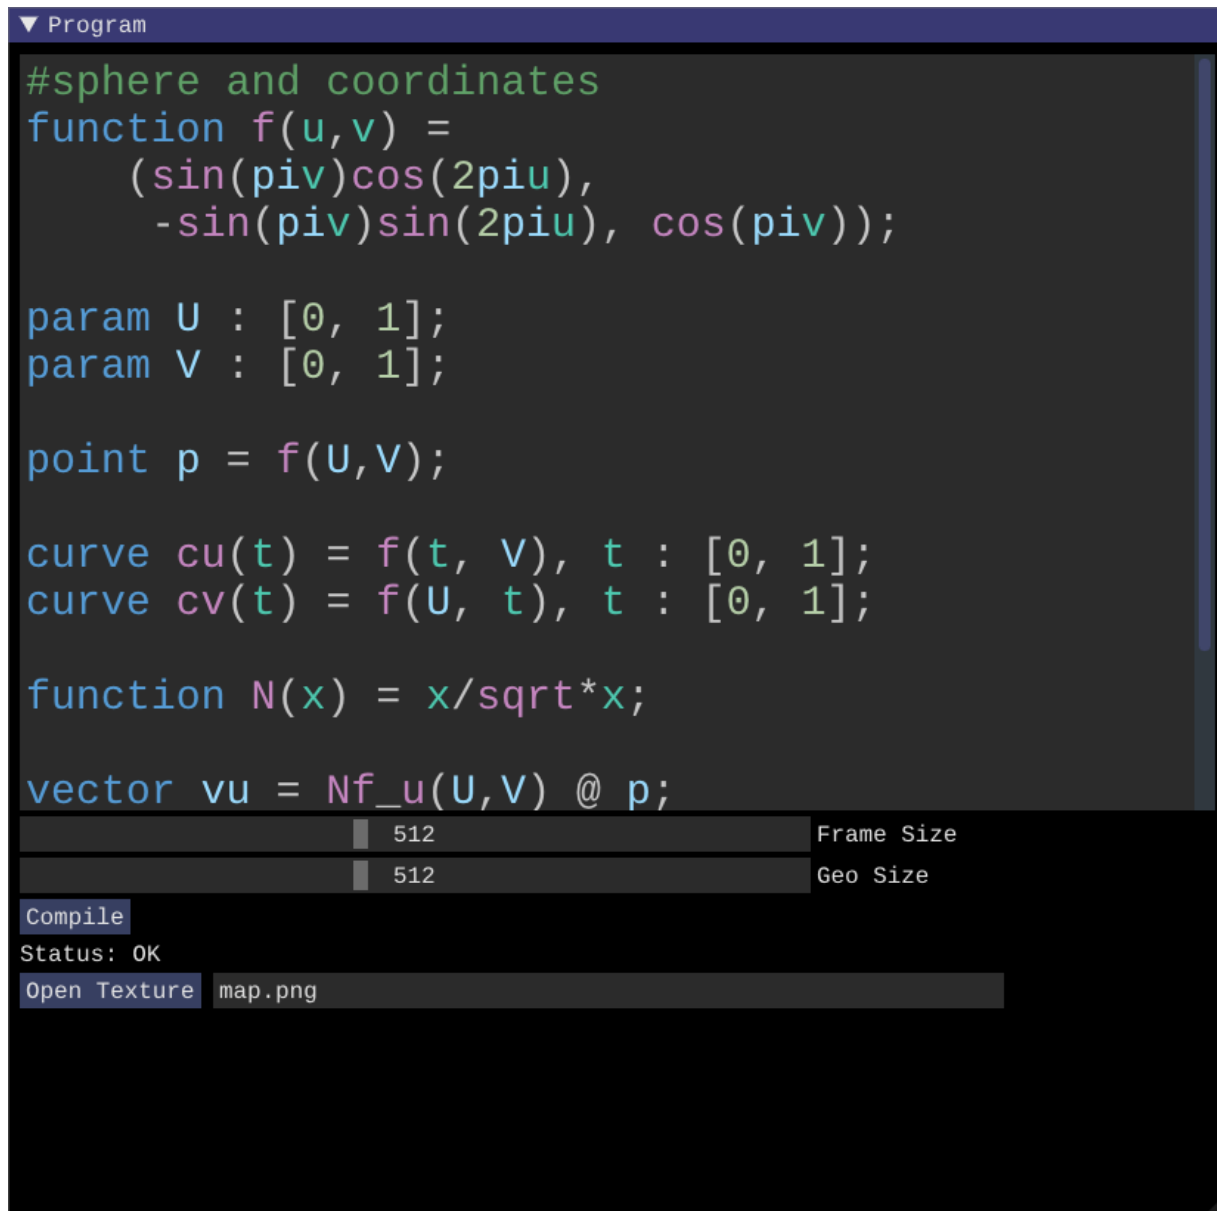 ▼ Program
#sphere and coordinates
function f(u,v) =
    (sin(piv)cos(2piu),
     -sin(piv)sin(2piu), cos(piv));
param U : [0, 1];
param V : [0, 1];
point p = f(U,V);
curve cu(t) = f(t, V), t : [0, 1];
curve cv(t) = f(U, t), t : [0, 1];
function N(x) = x/sqrt*x;
vector vu = Nf_u(U,V) @ p;
512 Frame Size
512 Geo Size
Compile
Status: OK
Open Texture map.png